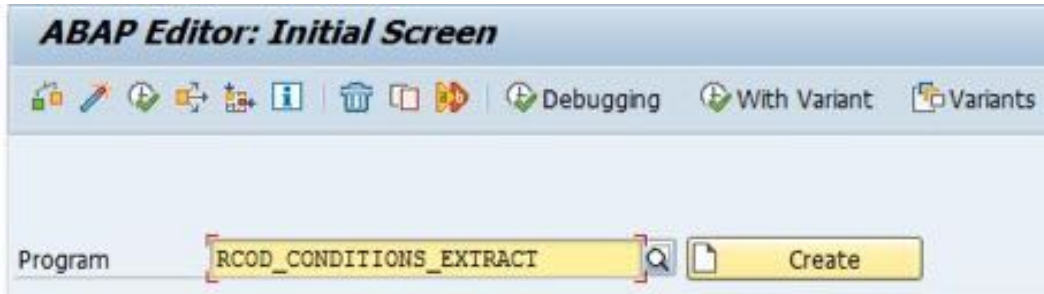 ABAP Editor: Initial Screen
Debugging With Variant Variants
Program RCOD_CONDITIONS_EXTRACT Create